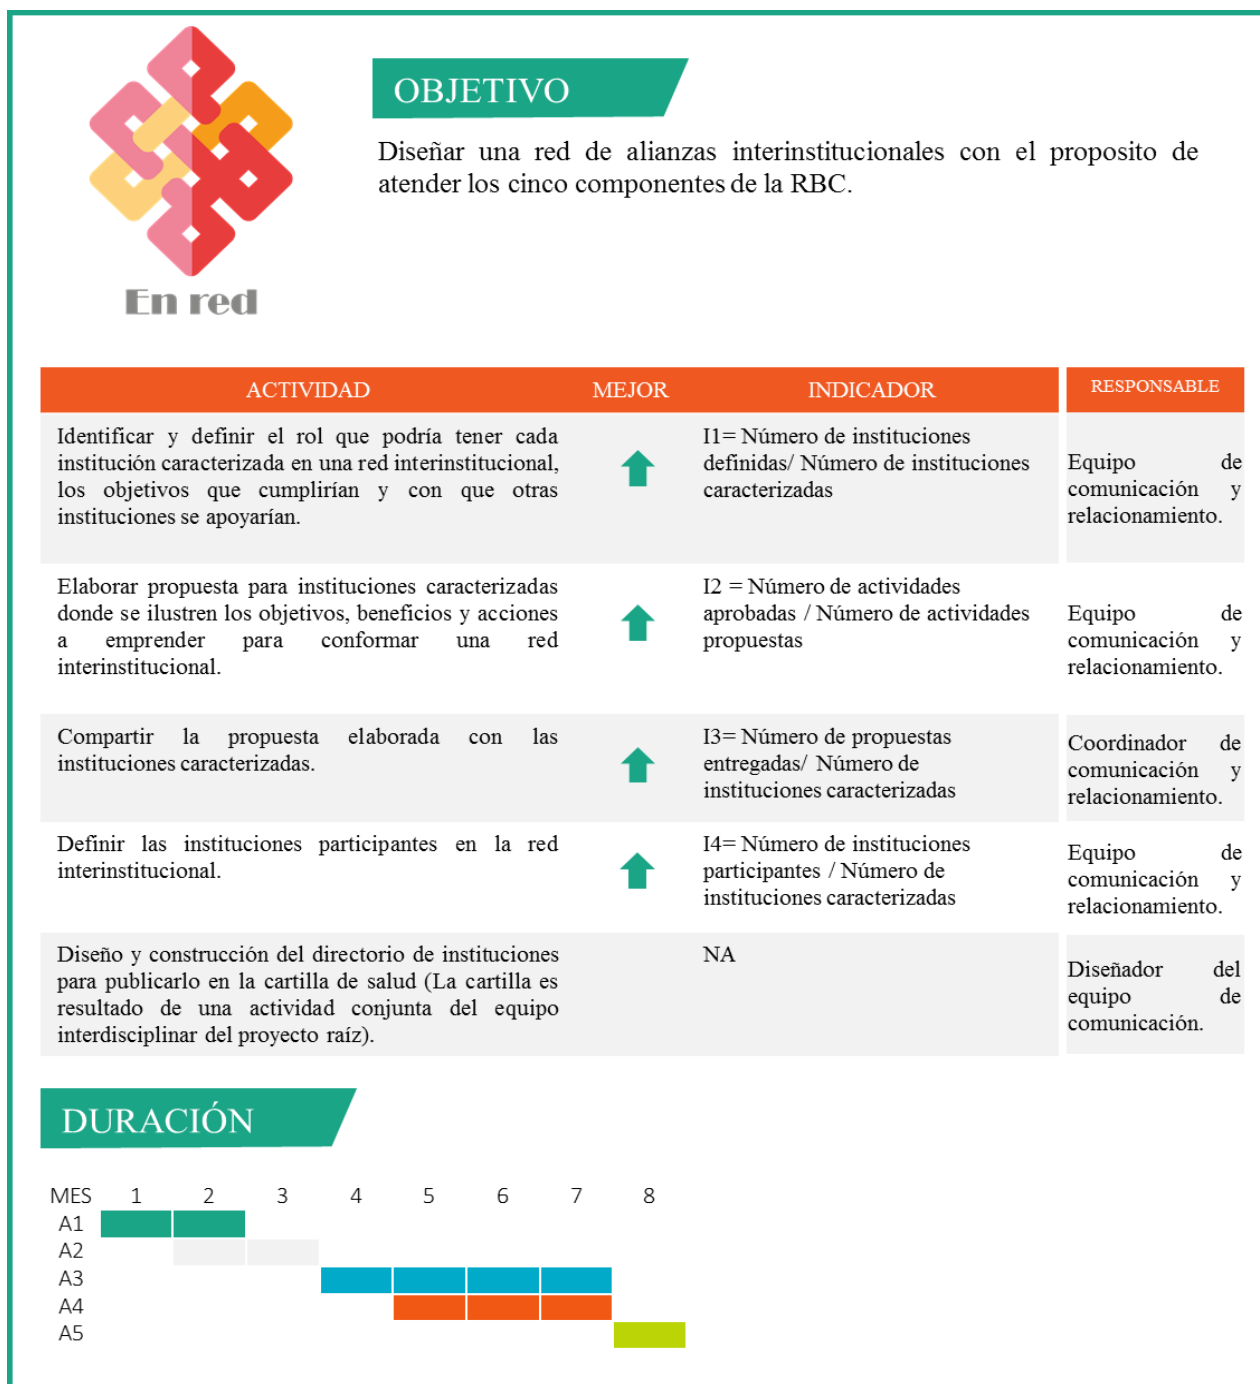 En red
OBJETIVO
Diseñar una red de alianzas interinstitucionales con el proposito de
atender los cinco componentes de la RBC.
ACTIVIDAD MEJOR INDICADOR RESPONSABLE
Identificar y definir el rol que podría tener cada
institución caracterizada en una red interinstitucional,
los objetivos que cumplirían y con que otras
instituciones se apoyarían.
I1= Número de instituciones
definidas/ Número de instituciones
caracterizadas
Equipo de
comunicación y
relacionamiento.
Elaborar propuesta para instituciones caracterizadas
donde se ilustren los objetivos, beneficios y acciones
a emprender para conformar una red
interinstitucional.
I2 = Número de actividades
aprobadas / Número de actividades
propuestas
Equipo de
comunicación y
relacionamiento.
Compartir la propuesta elaborada con las
instituciones caracterizadas.
I3= Número de propuestas
entregadas/ Número de
instituciones caracterizadas
Coordinador de
comunicación y
relacionamiento.
Definir las instituciones participantes en la red
interinstitucional.
I4= Número de instituciones
participantes / Número de
instituciones caracterizadas
Equipo de
comunicación y
relacionamiento.
Diseño y construcción del directorio de instituciones
para publicarlo en la cartilla de salud (La cartilla es
resultado de una actividad conjunta del equipo
interdisciplinar del proyecto raíz).
NA
Diseñador del
equipo de
comunicación.
DURACIÓN
MES 1 2 3 4 5 6 7 8
A1
A2
A3
A4
A5